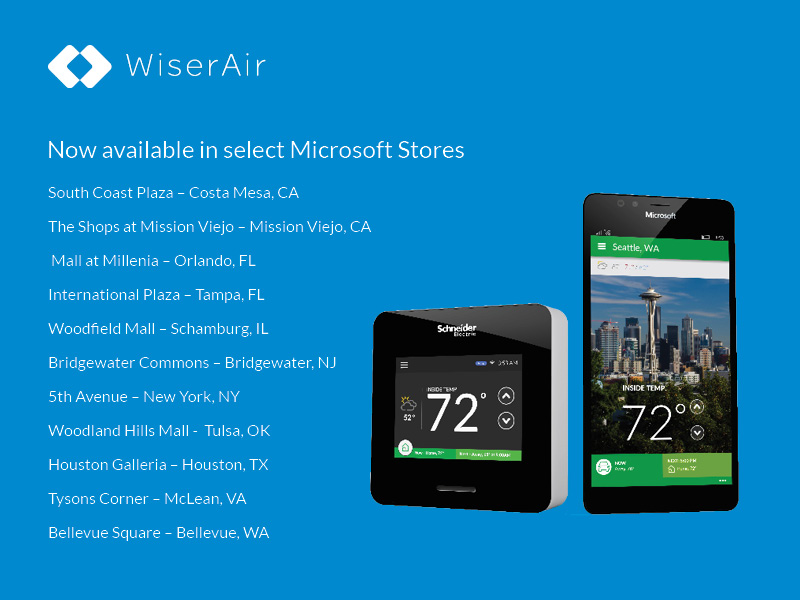 WiserAir
Now available in select Microsoft Stores
South Coast Plaza – Costa Mesa, CA
The Shops at Mission Viejo – Mission Viejo, CA
Mall at Millenia – Orlando, FL
International Plaza – Tampa, FL
Woodfield Mall – Schamburg, IL
Bridgewater Commons – Bridgewater, NJ
5th Avenue – New York, NY
Woodland Hills Mall - Tulsa, OK
Houston Galleria – Houston, TX
Tysons Corner – McLean, VA
Bellevue Square – Bellevue, WA
Schneider
Electric
INSIDE TEMP.
72°
52°
Microsoft
Seattle, WA
INSIDE TEMP.
72°
NOW